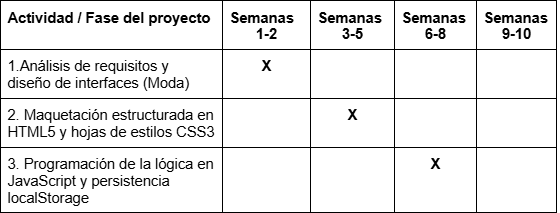 Actividad / Fase del proyecto Semanas 1-2 Semanas 3-5 Semanas 6-8 Semanas 9-10
1.Análisis de requisitos y
diseño de interfaces (Moda) X
2. Maquetación estructurada en
HTML5 y hojas de estilos CSS3 X
3. Programación de la lógica en
JavaScript y persistencia
localStorage X